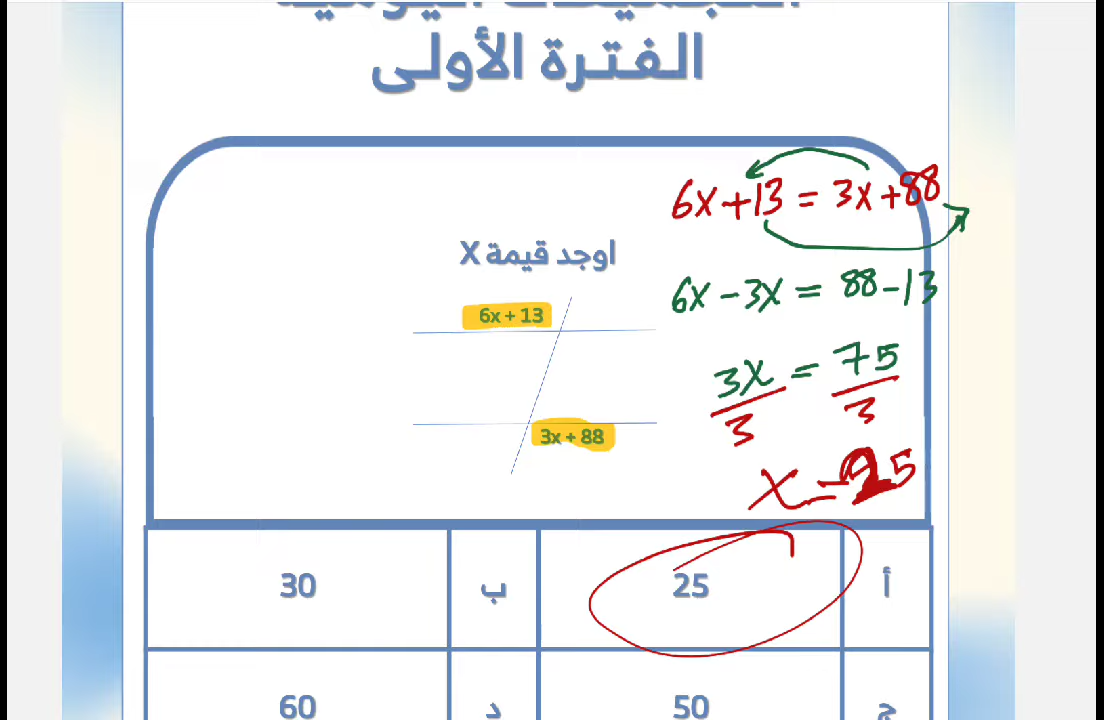 الفترة الأولى
6x+13 = 3x+88
اوجد قيمة X
6x + 13
6x - 3x = 88-13
3x = 75
3 3
3x + 88
x = 25
أ 25 ب 30
ج 50 د 60